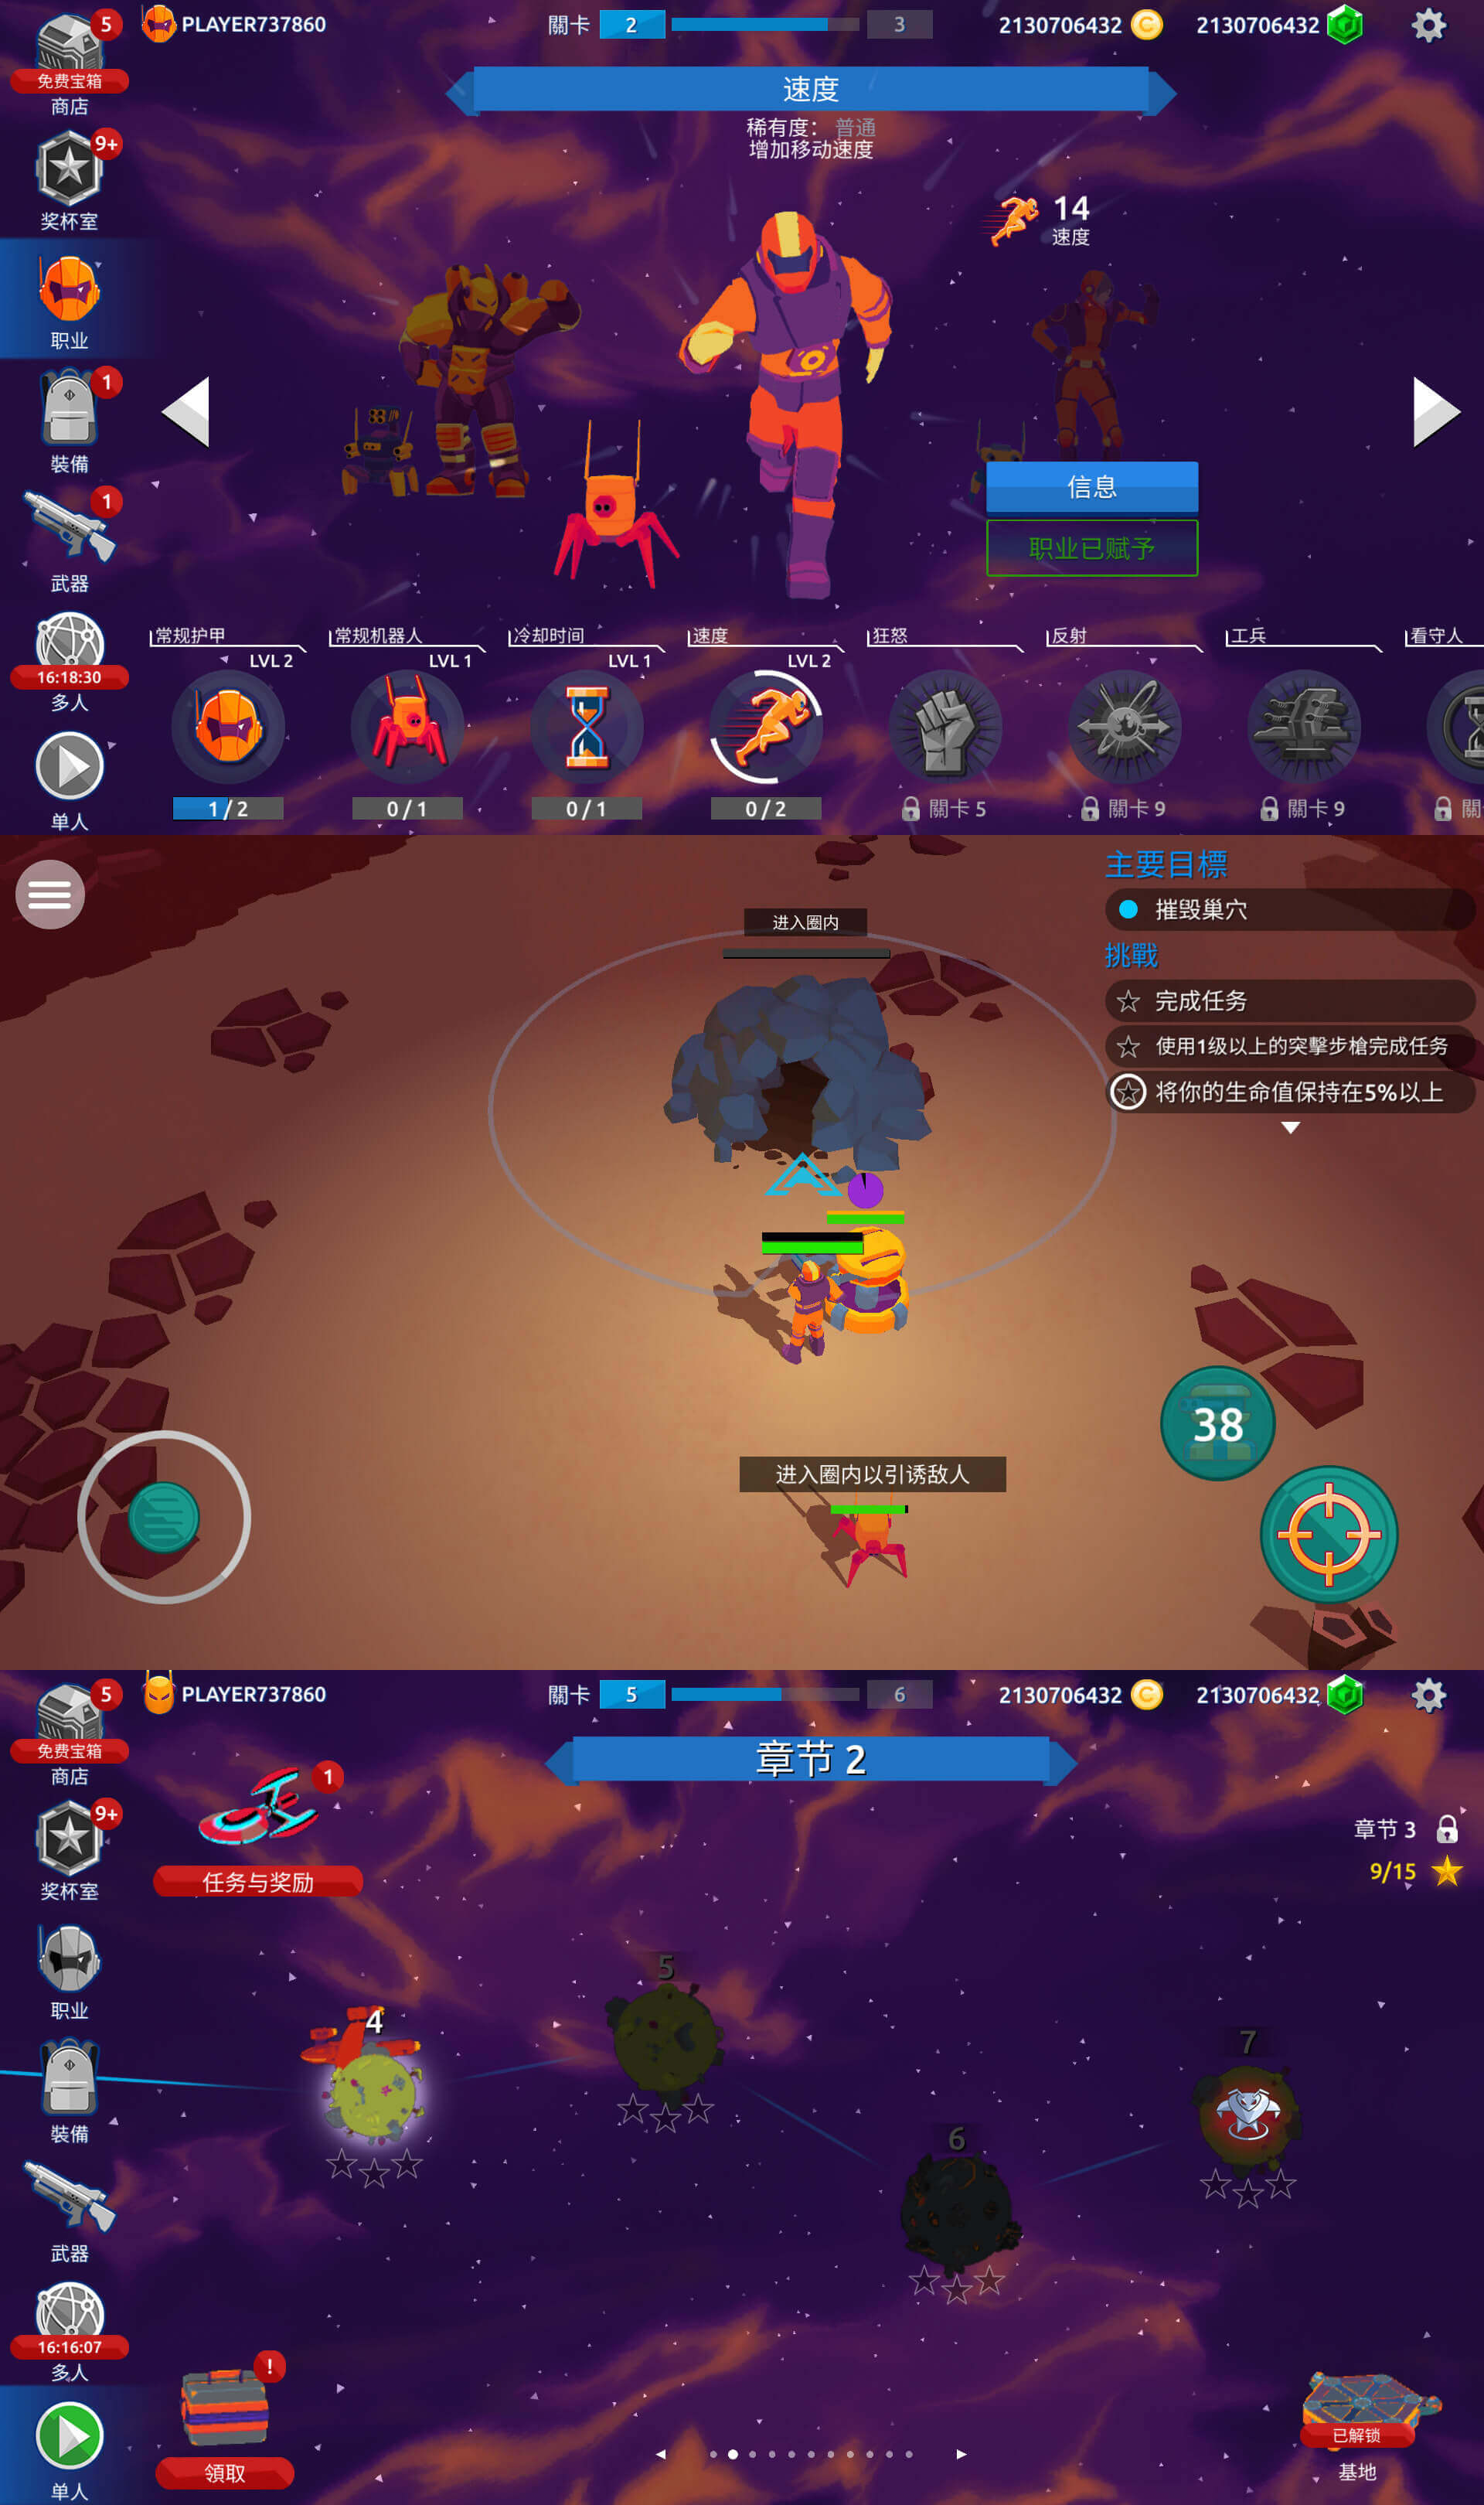 5
PLAYER737860
關卡 2 3
2130706432
2130706432
免费宝箱
商店
速度
稀有度： 普通
增加移动速度
9+
奖杯室
14
速度
职业
1
裝備
信息
1
武器
职业已赋予
16:18:30
多人
常规护甲 常规机器人 冷却时间 速度 狂怒 反射 工兵 看守人
LVL 2 LVL 1 LVL 1 LVL 2
1/2 0/1 0/1 0/2 關卡 5 關卡 9 關卡 9 關
单人
主要目標
进入圈内
摧毁巢穴
挑戰
完成任务
使用1级以上的突擊步槍完成任务
将你的生命值保持在5%以上
38
进入圈内以引诱敌人
5
PLAYER737860
關卡 5 6
2130706432
2130706432
免费宝箱
商店
章节 2
1
9+
章节 3
9/15
任务与奖励
奖杯室
5
职业
4
7
裝備
6
武器
16:16:07
多人
!
已解锁
领取
基地
单人